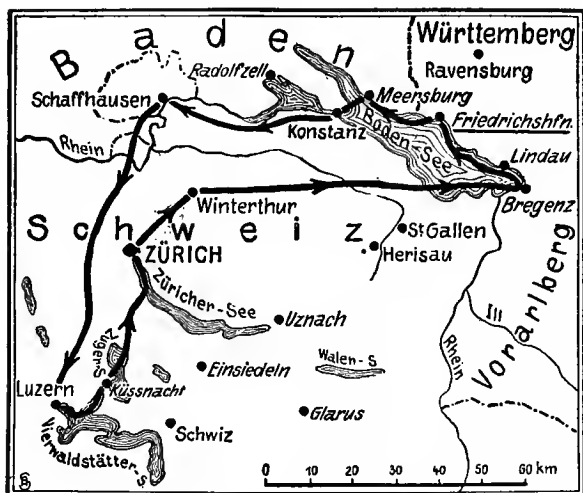 Baden
Württemberg
Radolfzell
Ravensburg
Schaffhausen
Meersburg
Konstanz
Friedrichshfn.
Boden-See
Rhein
Lindau
Winterthur
Bregenz
Schweiz
St Gallen
ZÜRICH
Herisau
Züricher-See
Uznach
Ill
Vorarlberg
Zuger-S
Walen-S
Rhein
Luzern
Küssnacht
Einsiedeln
Glarus
Schwiz
Vierwaldstätter-S
0 10 20 30 40 50 60 km